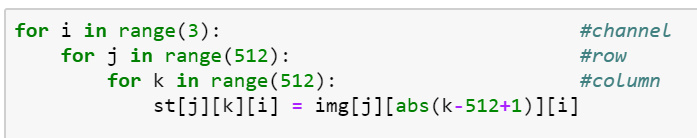 for i in range(3): #channel
    for j in range(512): #row
        for k in range(512): #column
            st[j][k][i] = img[j][abs(k-512+1)][i]